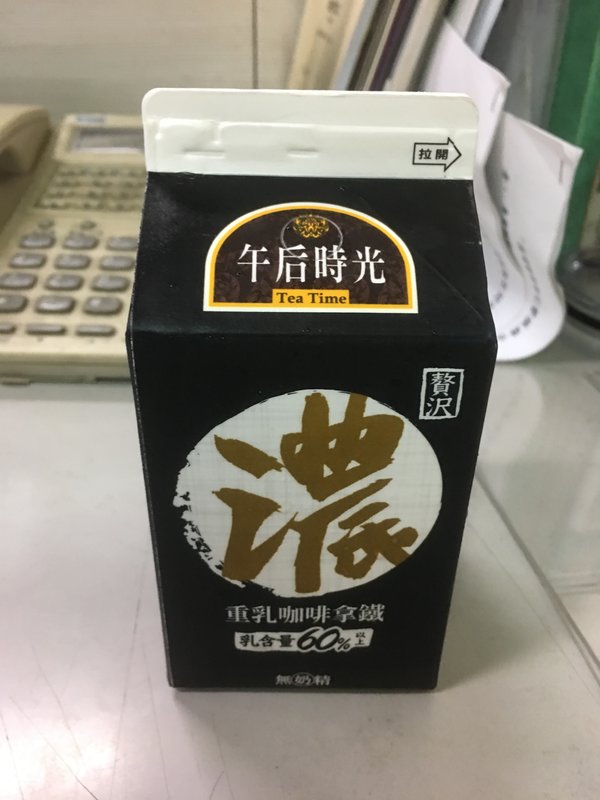 拉開
午后時光
Tea Time
贅沢
濃
重乳咖啡拿鐵
乳含量60%以上
無奶精